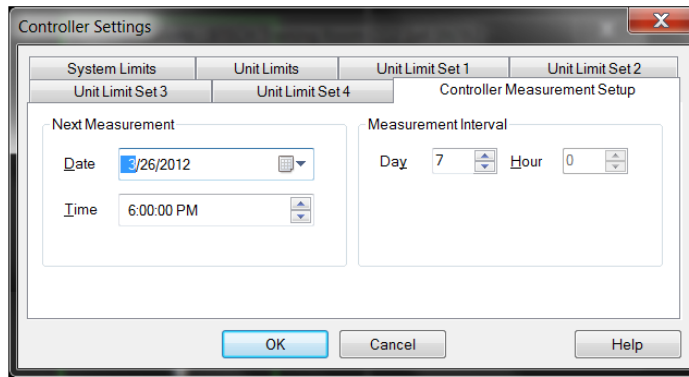 Controller Settings
System Limits Unit Limits Unit Limit Set 1 Unit Limit Set 2
Unit Limit Set 3 Unit Limit Set 4 Controller Measurement Setup
Next Measurement Measurement Interval
Date 3/26/2012 Day 7 Hour 0
Time 6:00:00 PM
OK Cancel Help